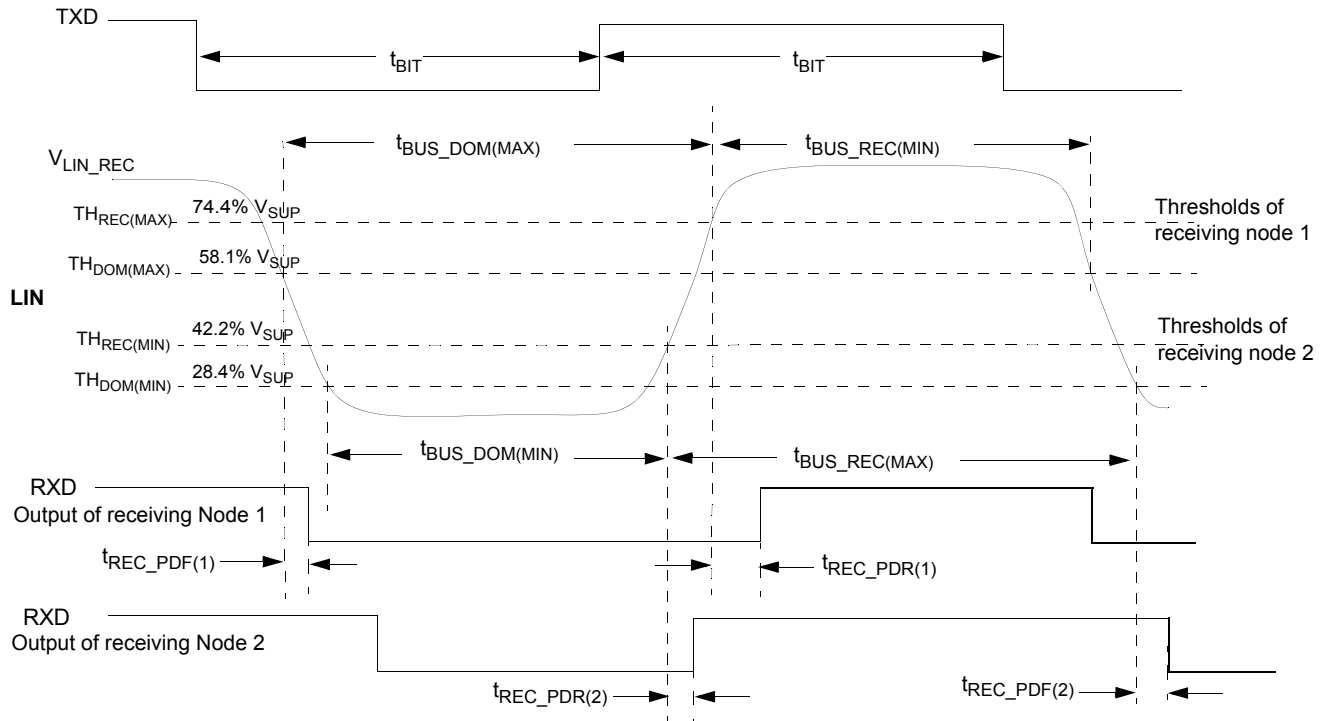 TXD
tBIT
tBIT
tBUS_DOM(MAX)
tBUS_REC(MIN)
VLIN_REC
THREC(MAX) 74.4% VSUP
Thresholds of
receiving node 1
THDOM(MAX) 58.1% VSUP
LIN
THREC(MIN) 42.2% VSUP
Thresholds of
receiving node 2
THDOM(MIN) 28.4% VSUP
tBUS_DOM(MIN)
tBUS_REC(MAX)
RXD
Output of receiving Node 1
tREC_PDF(1)
tREC_PDR(1)
RXD
Output of receiving Node 2
tREC_PDR(2)
tREC_PDF(2)